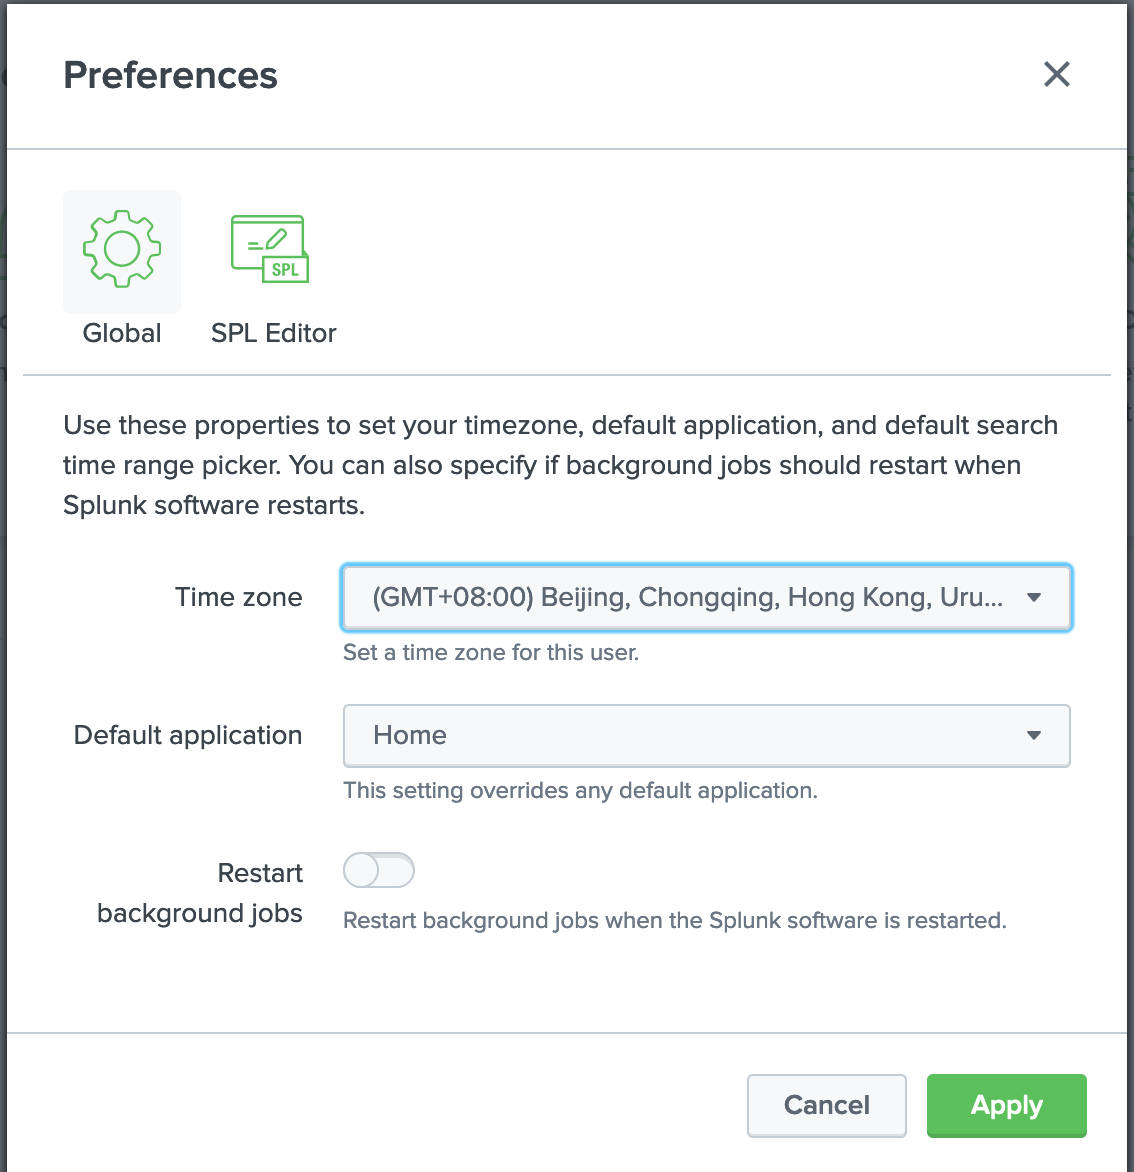 Preferences
SPL
Global
SPL Editor
Use these properties to set your timezone, default application, and default search
time range picker. You can also specify if background jobs should restart when
Splunk software restarts.
Time zone
(GMT+08:00) Beijing, Chongqing, Hong Kong, Uru...
Set a time zone for this user.
Default application
Home
This setting overrides any default application.
Restart
background jobs
Restart background jobs when the Splunk software is restarted.
Cancel
Apply